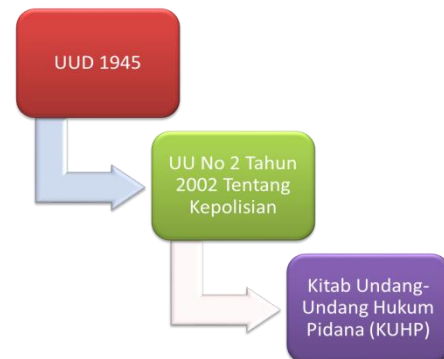 UUD 1945
UU No 2 Tahun
2002 Tentang
Kepolisian
Kitab Undang-
Undang Hukum
Pidana (KUHP)